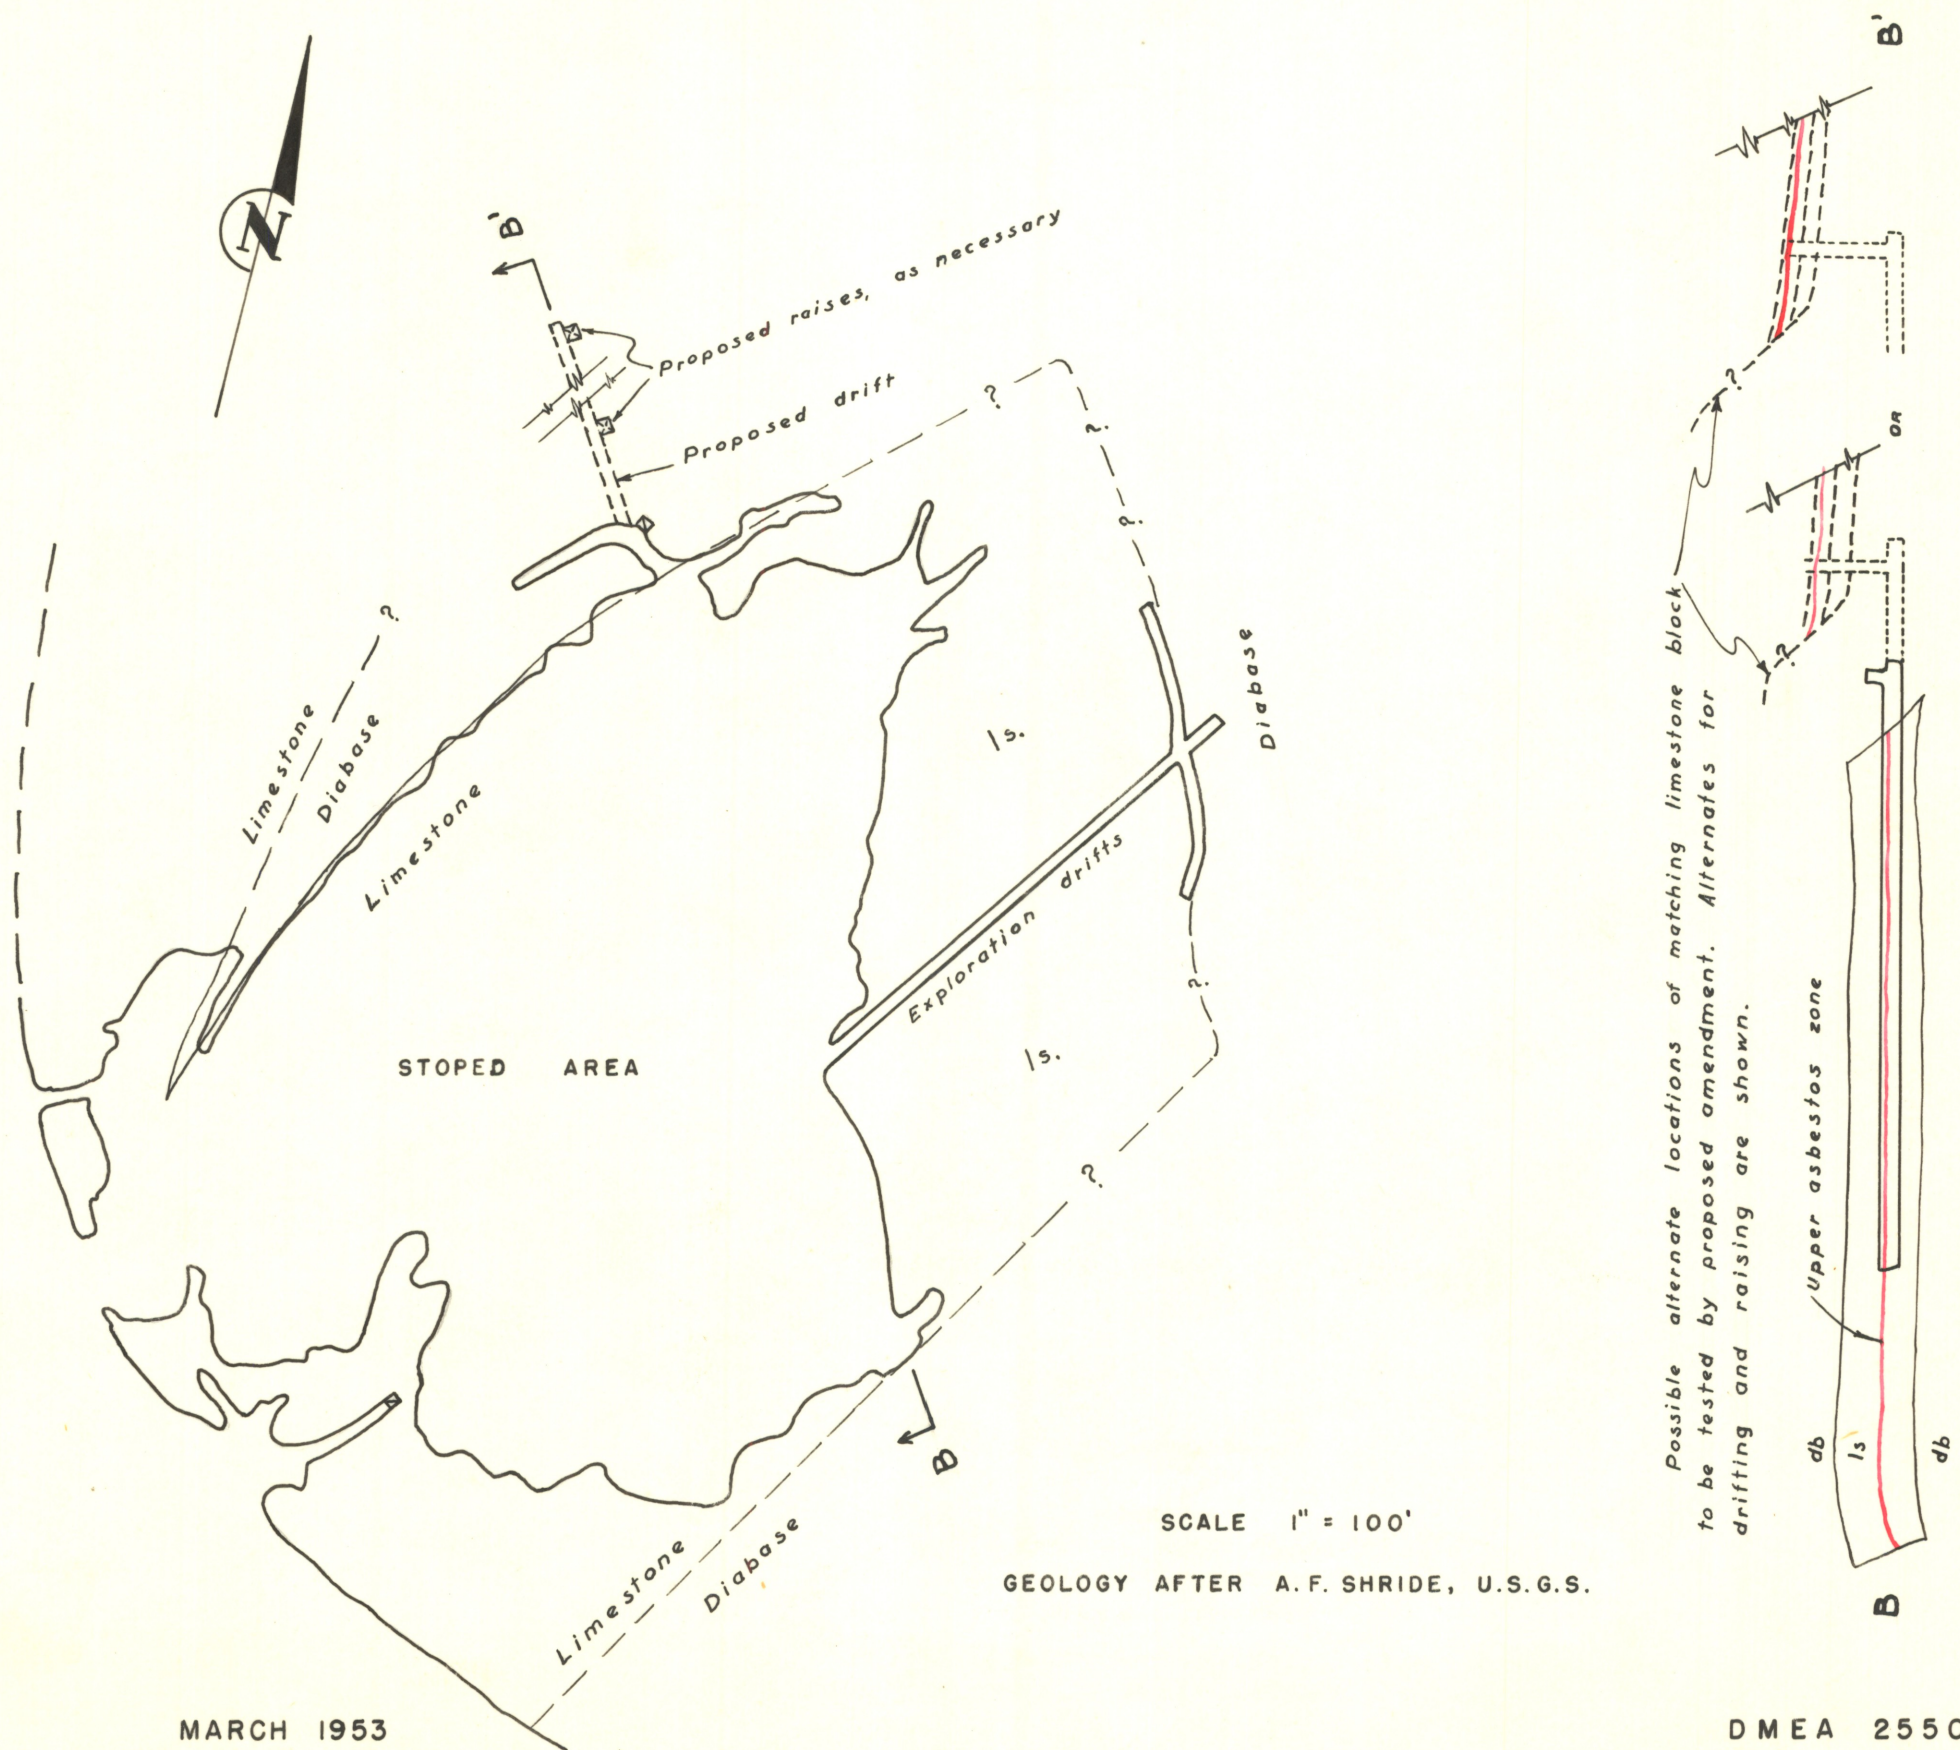 N
B'
Proposed raises, as necessary
Proposed drift
?
?
?
?
Limestone
Diabase
Limestone
ls.
Diabase
Exploration drifts
?
ls.
STOPED AREA
?
B
Limestone
Diabase
SCALE 1" = 100'
GEOLOGY AFTER A. F. SHRIDE, U.S.G.S.
MARCH 1953
DMEA 2550
B'
?
OR
?
Possible alternate locations of matching limestone block
to be tested by proposed amendment. Alternates for
drifting and raising are shown.
Upper asbestos zone
db
ls
db
B